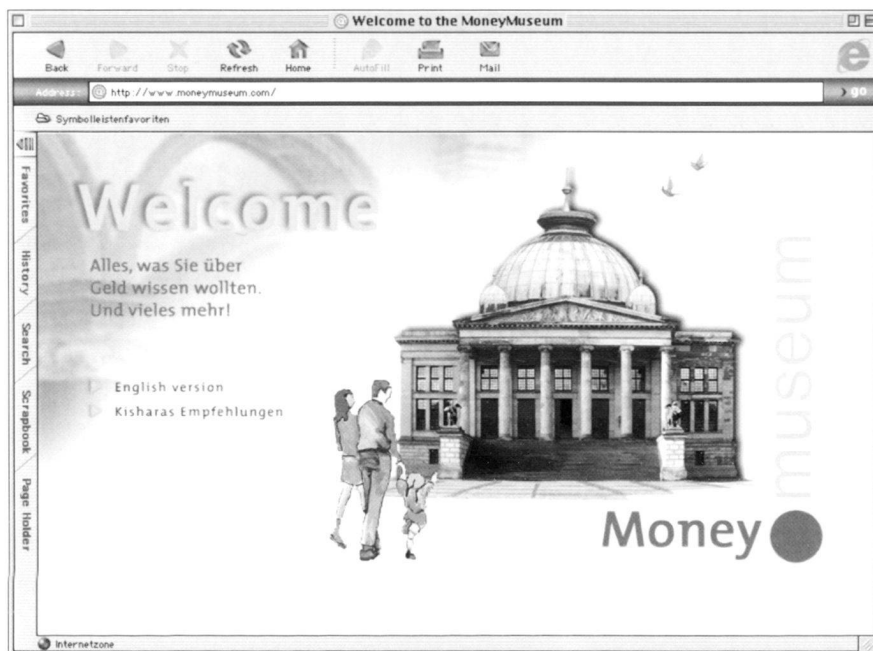 Welcome to the MoneyMuseum
Back
Forward
Stop
Refresh
Home
AutoFill
Print
Mail
Address:
http://www.moneymuseum.com/
go
Symbolleistenfavoriten
Favorites
History
Search
Scrapbook
Page Holder
Welcome
Alles, was Sie über
Geld wissen wollten.
Und vieles mehr!
English version
Kisharas Empfehlungen
museum
Money
Internetzone